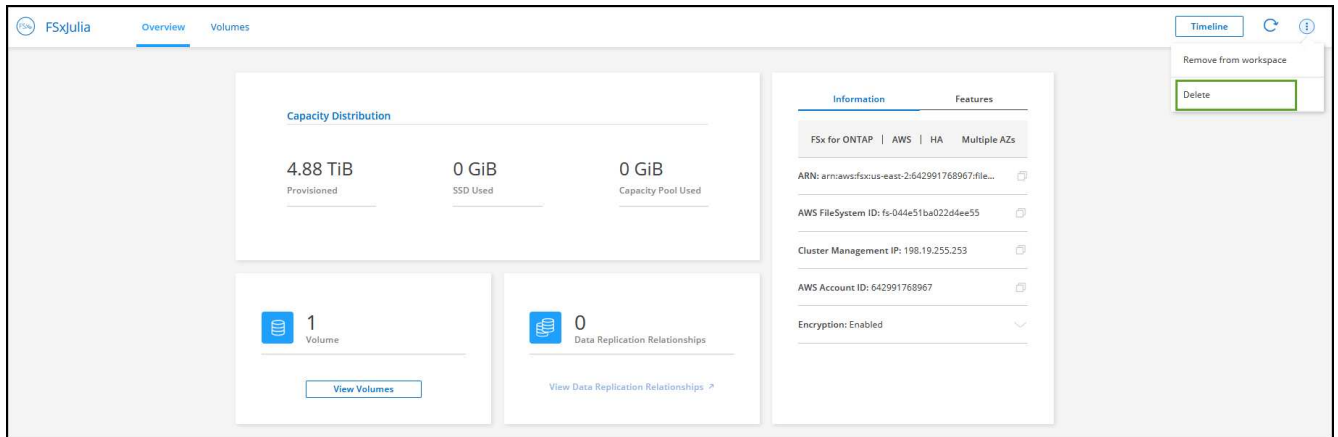 FSxJulia
Overview
Volumes
Timeline
Remove from workspace
Delete
Capacity Distribution
4.88 TiB
Provisioned
0 GiB
SSD Used
0 GiB
Capacity Pool Used
1
Volume
View Volumes
0
Data Replication Relationships
View Data Replication Relationships
Information
Features
FSx for ONTAP | AWS | HA Multiple AZs
ARN: arn:aws:fsx:us-east-2:642991768967:file...
AWS FileSystem ID: fs-044e51ba022d4ee55
Cluster Management IP: 198.19.255.253
AWS Account ID: 642991768967
Encryption: Enabled